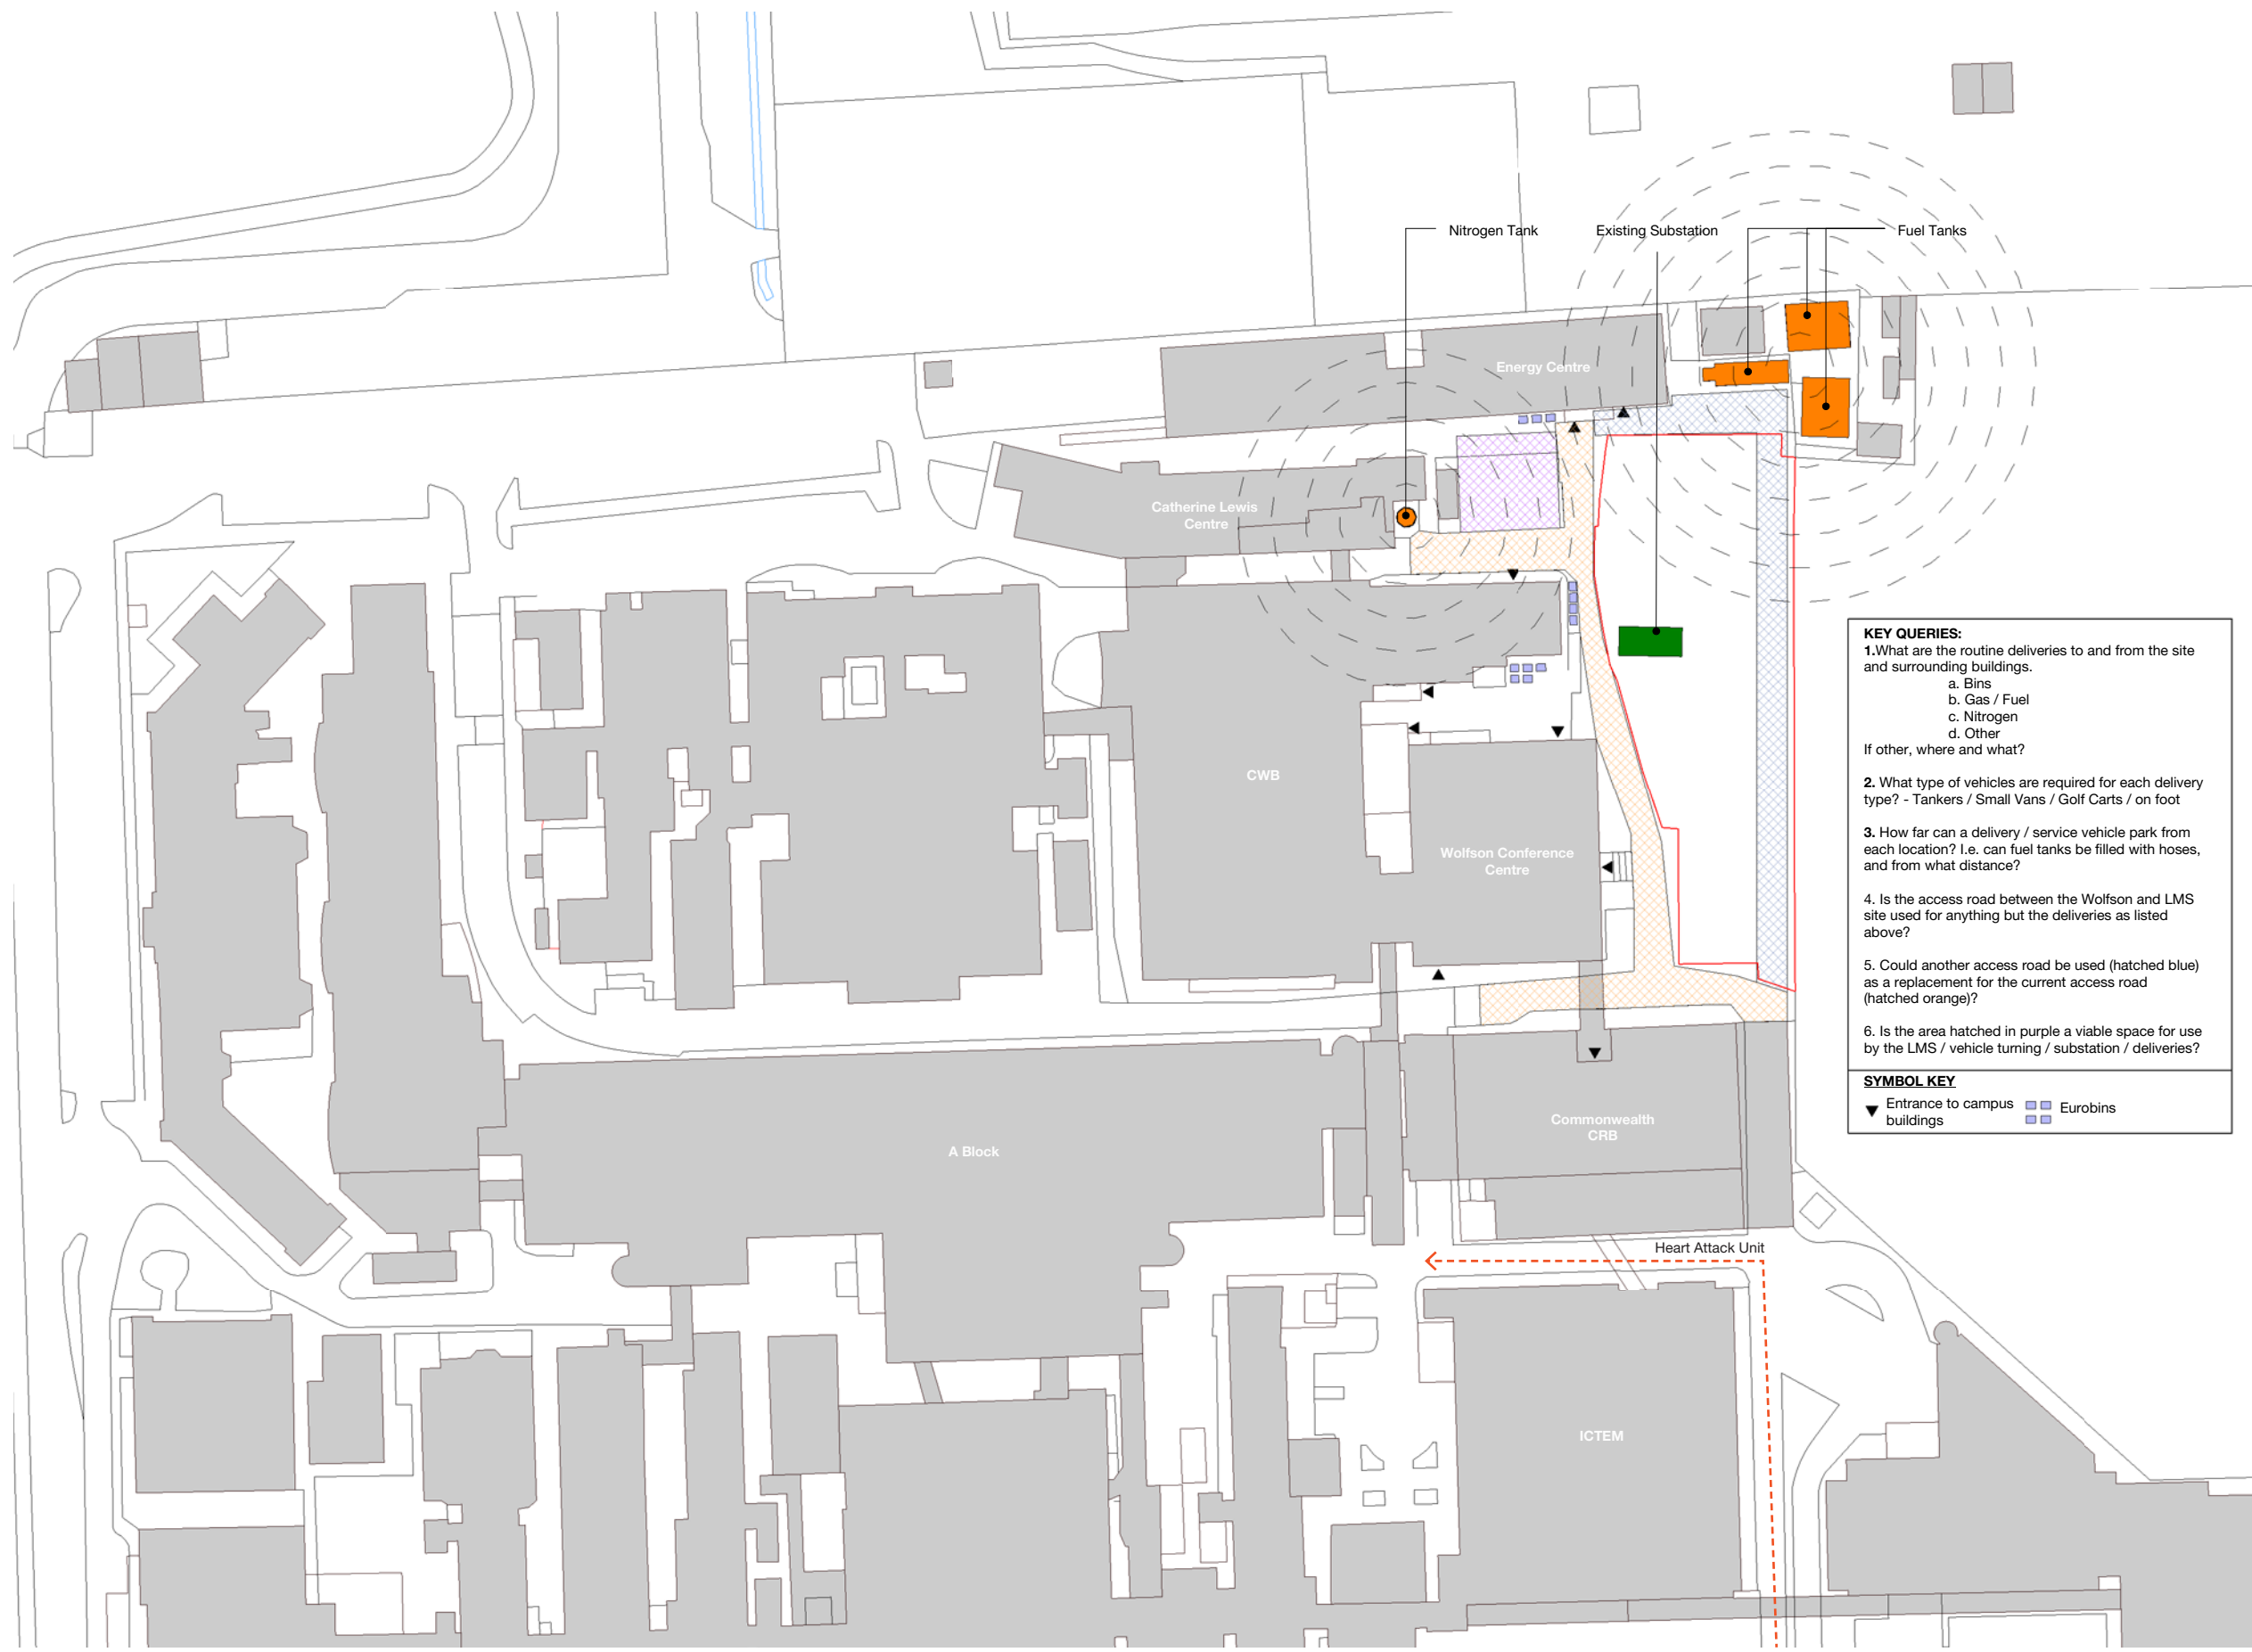 Nitrogen Tank
Existing Substation
Fuel Tanks
Energy Centre
Catherine Lewis
Centre
CWB
Wolfson Conference
Centre
A Block
Commonwealth
CRB
Heart Attack Unit
ICTEM
KEY QUERIES:
1.What are the routine deliveries to and from the site
and surrounding buildings.
a. Bins
b. Gas / Fuel
c. Nitrogen
d. Other
If other, where and what?
2. What type of vehicles are required for each delivery
type? - Tankers / Small Vans / Golf Carts / on foot
3. How far can a delivery / service vehicle park from
each location? I.e. can fuel tanks be filled with hoses,
and from what distance?
4. Is the access road between the Wolfson and LMS
site used for anything but the deliveries as listed
above?
5. Could another access road be used (hatched blue)
as a replacement for the current access road
(hatched orange)?
6. Is the area hatched in purple a viable space for use
by the LMS / vehicle turning / substation / deliveries?
SYMBOL KEY
Entrance to campus
buildings
Eurobins